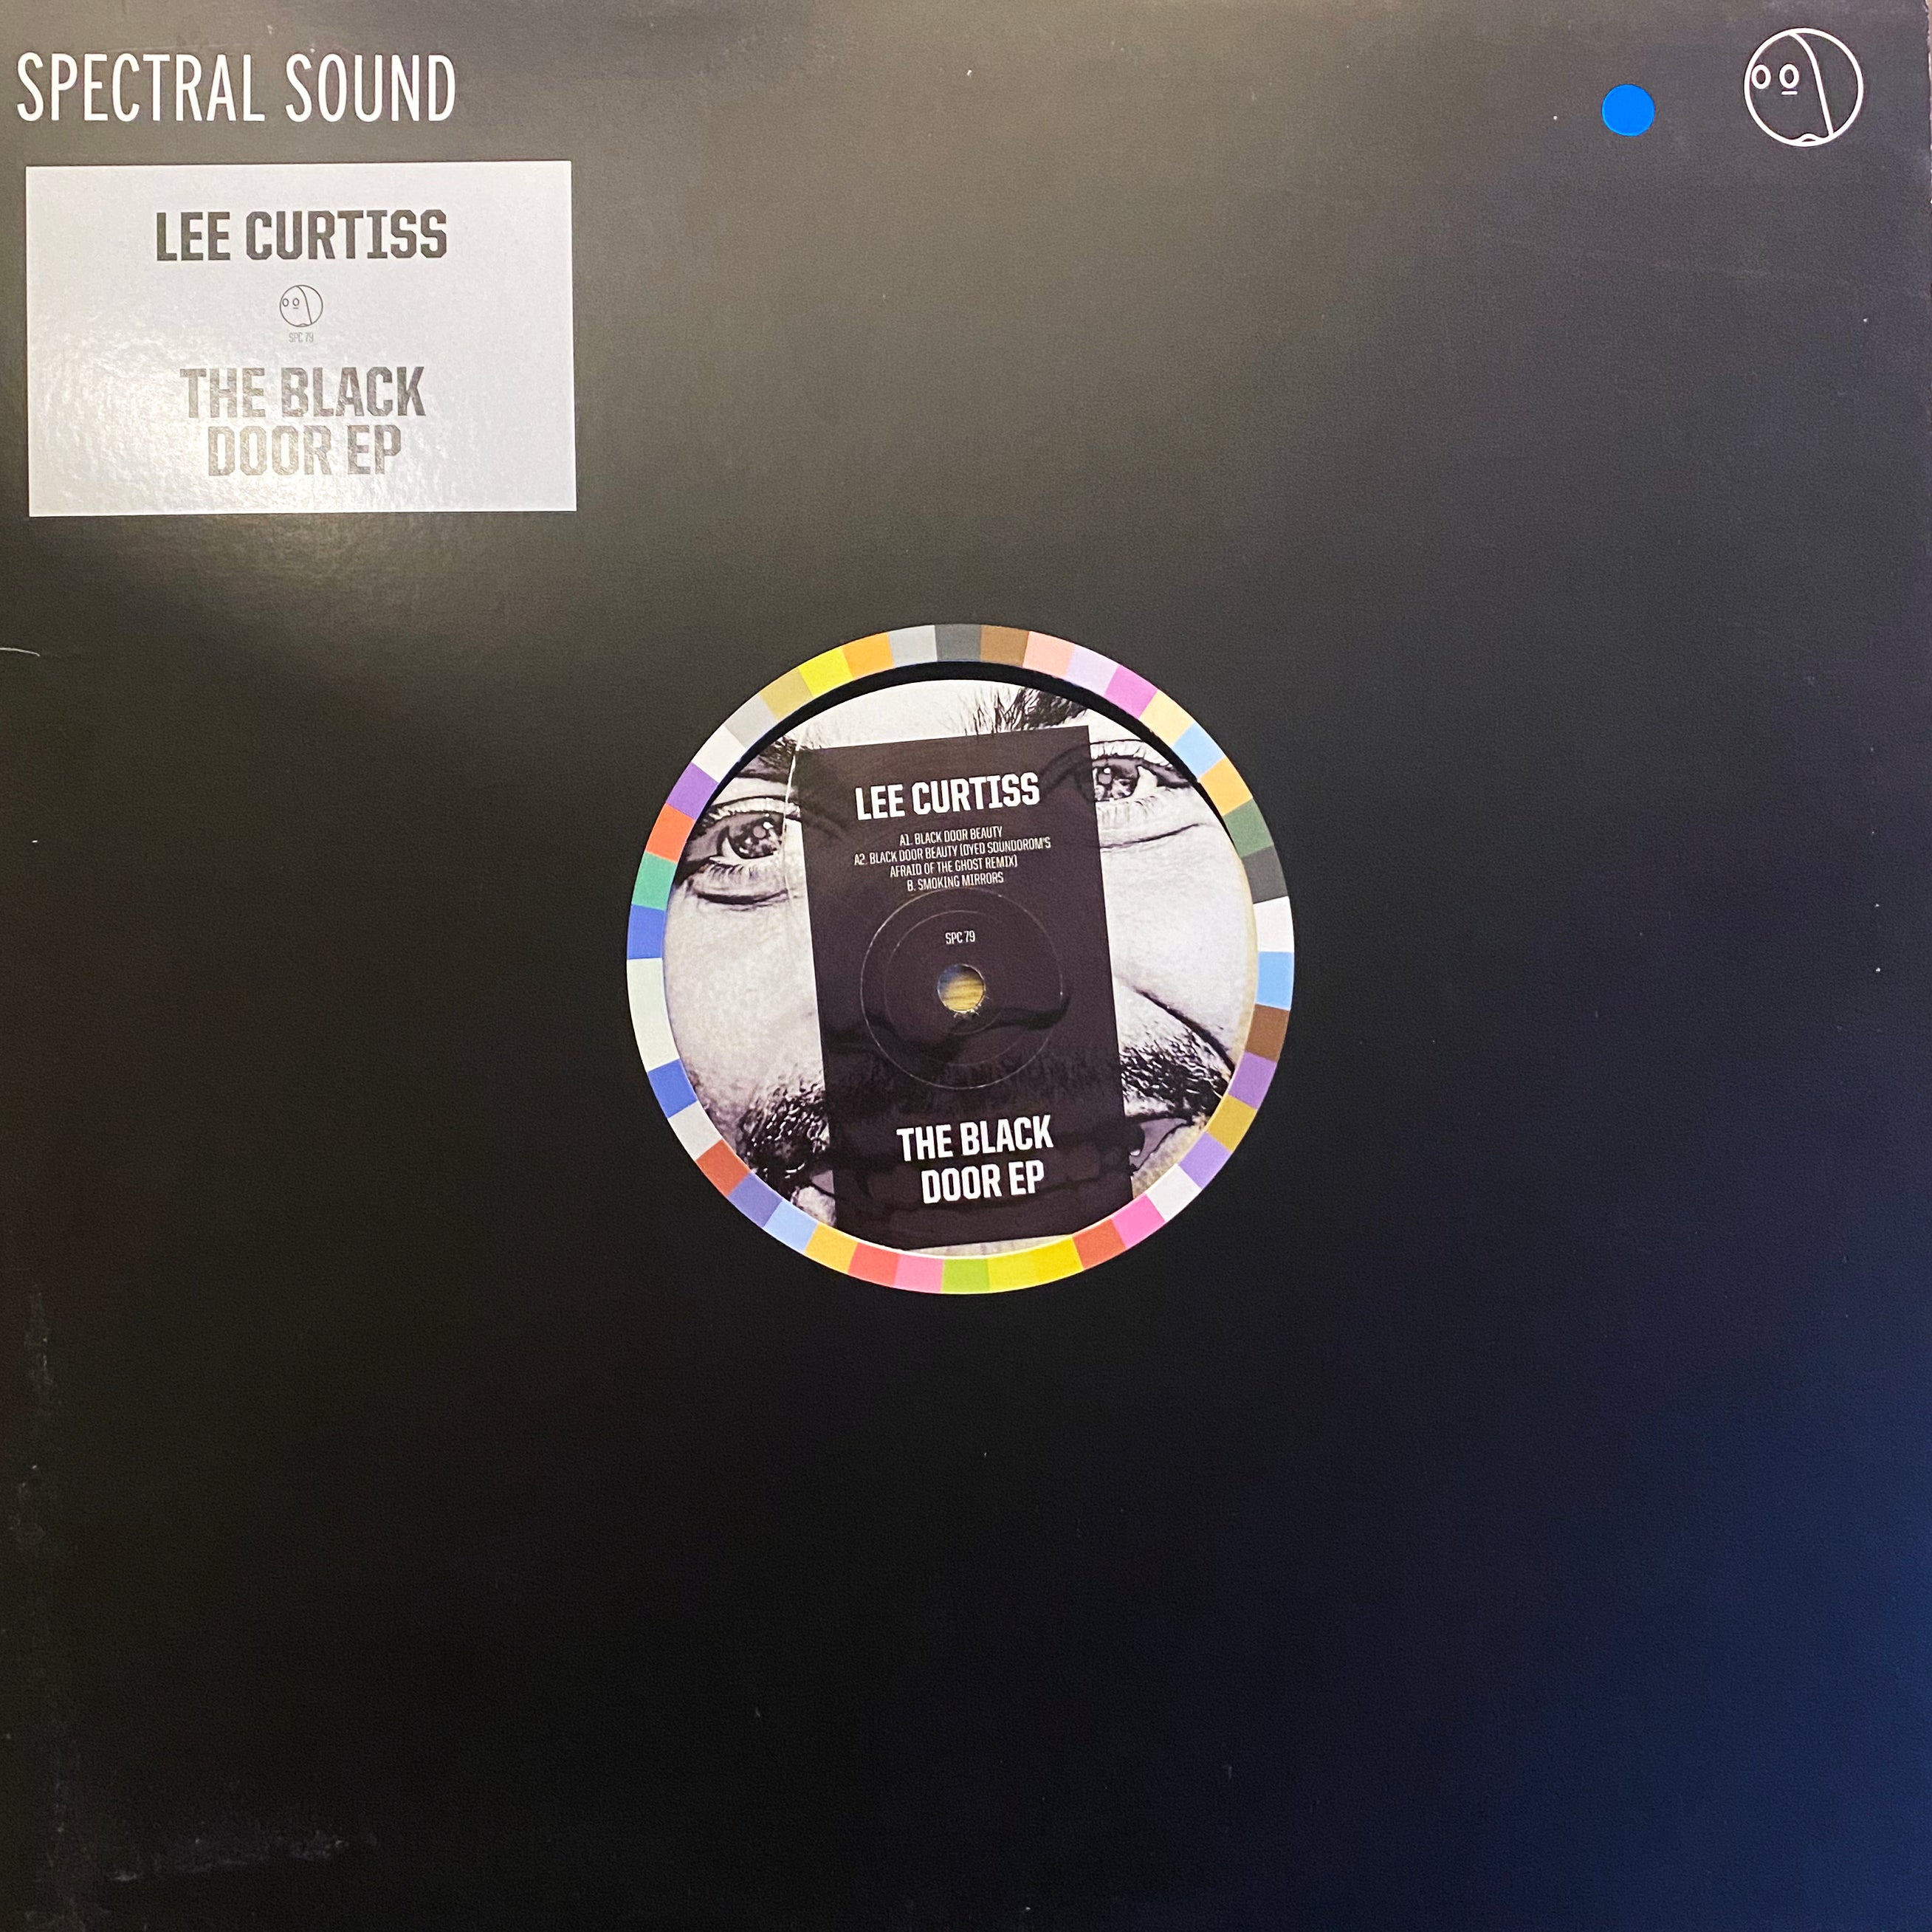 SPECTRAL SOUND
LEE CURTISS
SPC 79
THE BLACK
DOOR EP
LEE CURTISS
A1. BLACK DOOR BEAUTY
A2. BLACK DOOR BEAUTY (DYED SOUNDOROM'S
AFRAID OF THE GHOST REMIX)
B. SMOKING MIRRORS
SPC 79
THE BLACK
DOOR EP